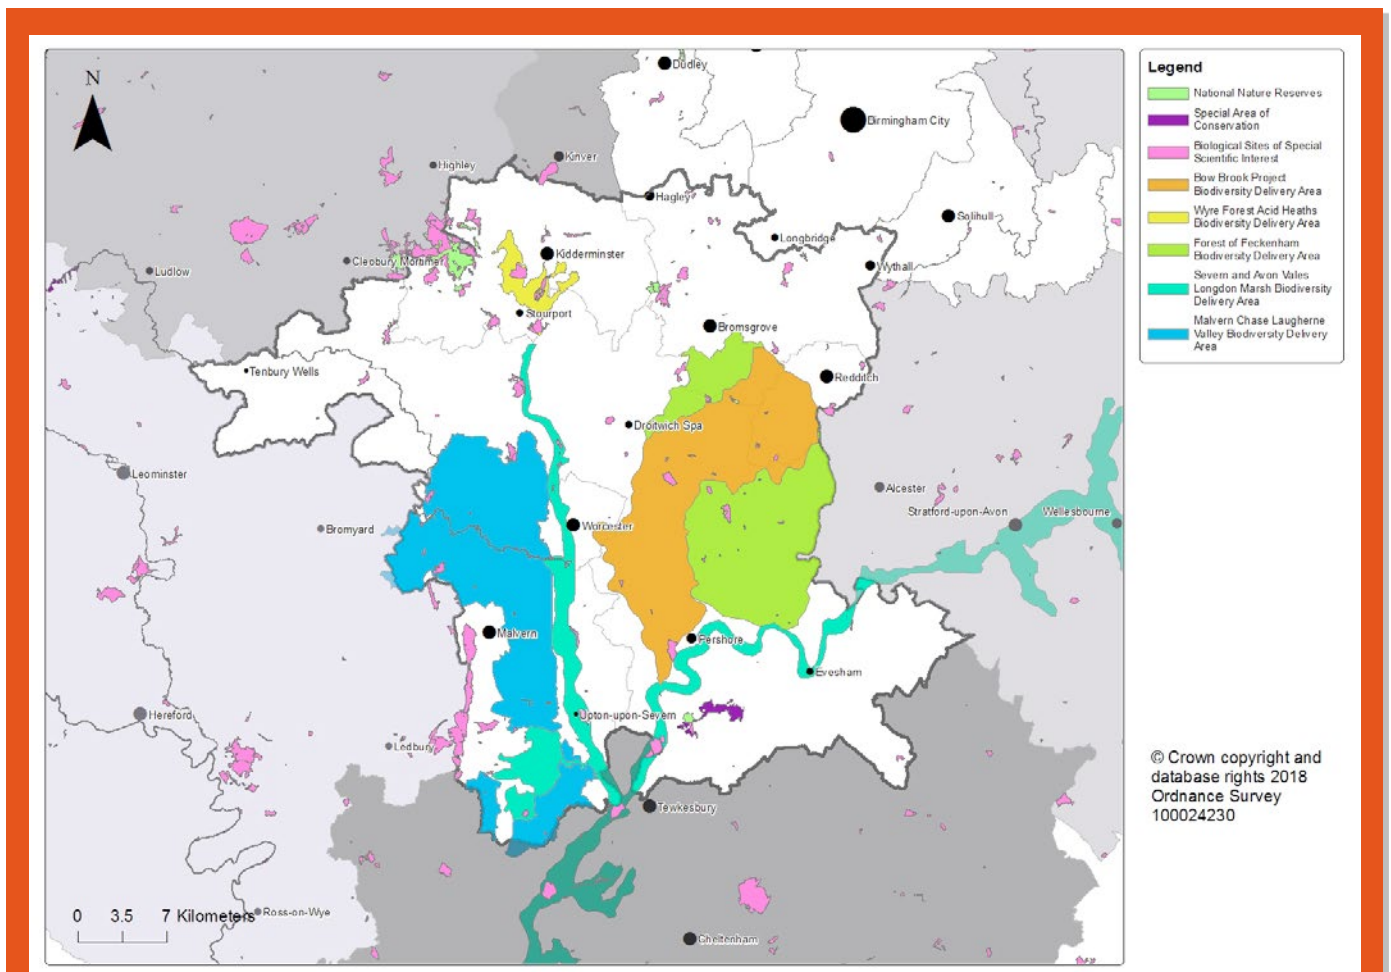 N
Dudley
Birmingham City
Kinver
Highley
Hagley
Solihull
Longbridge
Kidderminster
Cleobury Mortimer
Wythall
Ludlow
Stourport
Bromsgrove
Tenbury Wells
Redditch
Droitwich Spa
Leominster
Alcester
Stratford-upon-Avon
Wellesbourne
Bromyard
Worcester
Malvern
Pershore
Evesham
Hereford
Upton-upon-Severn
Ledbury
Tewkesbury
0 3.5 7 Kilometers
Ross-on-Wye
Cheltenham
Legend
National Nature Reserves
Special Area of
Conservation
Biological Sites of Special
Scientific Interest
Bow Brook Project
Biodiversity Delivery Area
Wyre Forest Acid Heaths
Biodiversity Delivery Area
Forest of Feckenham
Biodiversity Delivery Area
Severn and Avon Vales
Longdon Marsh Biodiversity
Delivery Area
Malvern Chase Laugherne
Valley Biodiversity Delivery
Area
© Crown copyright and
database rights 2018
Ordnance Survey
100024230